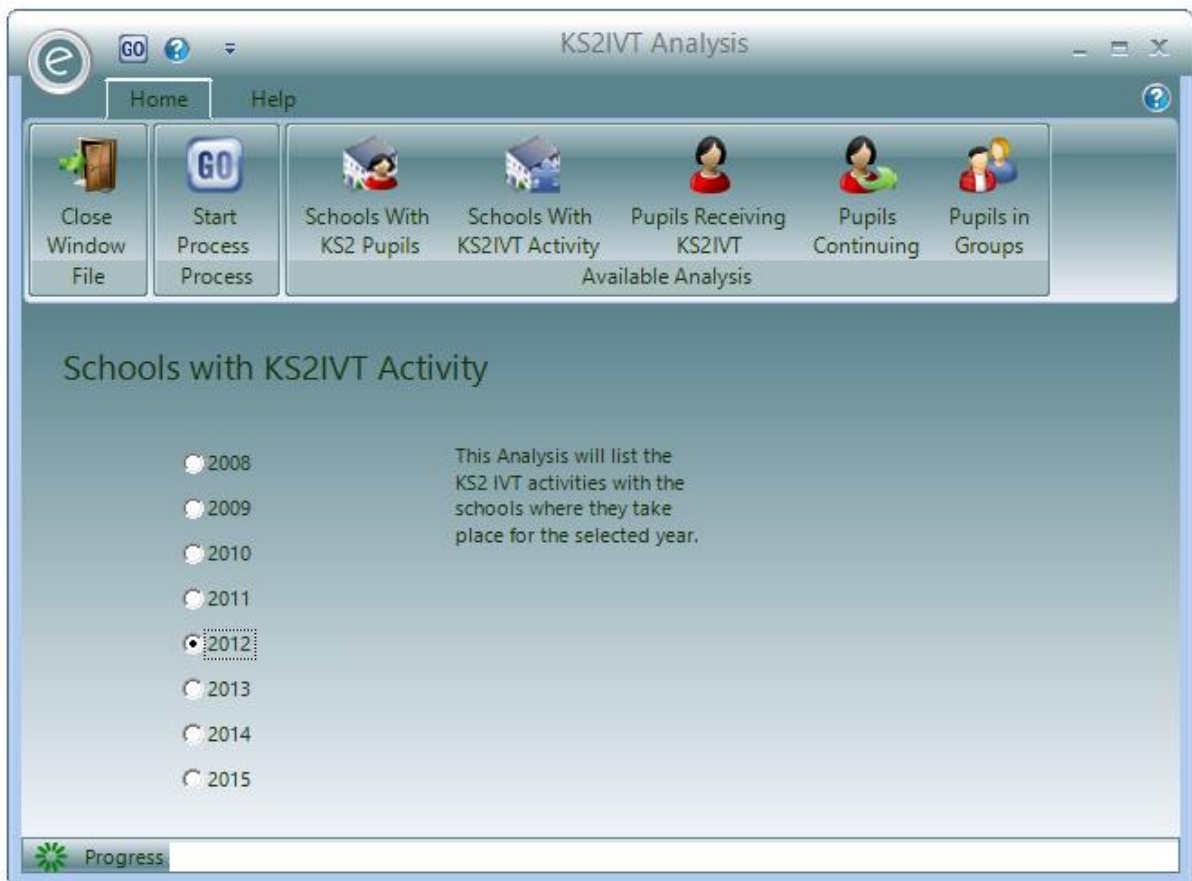 e
GO
?
KS2IVT Analysis
Home
Help
?
GO
Close
Window
Start
Process
Schools With
KS2 Pupils
Schools With
KS2IVT Activity
Pupils Receiving
KS2IVT
Pupils
Continuing
Pupils in
Groups
File
Process
Available Analysis
Schools with KS2IVT Activity
2008
2009
2010
2011
2012
2013
2014
2015
This Analysis will list the
KS2 IVT activities with the
schools where they take
place for the selected year.
Progress